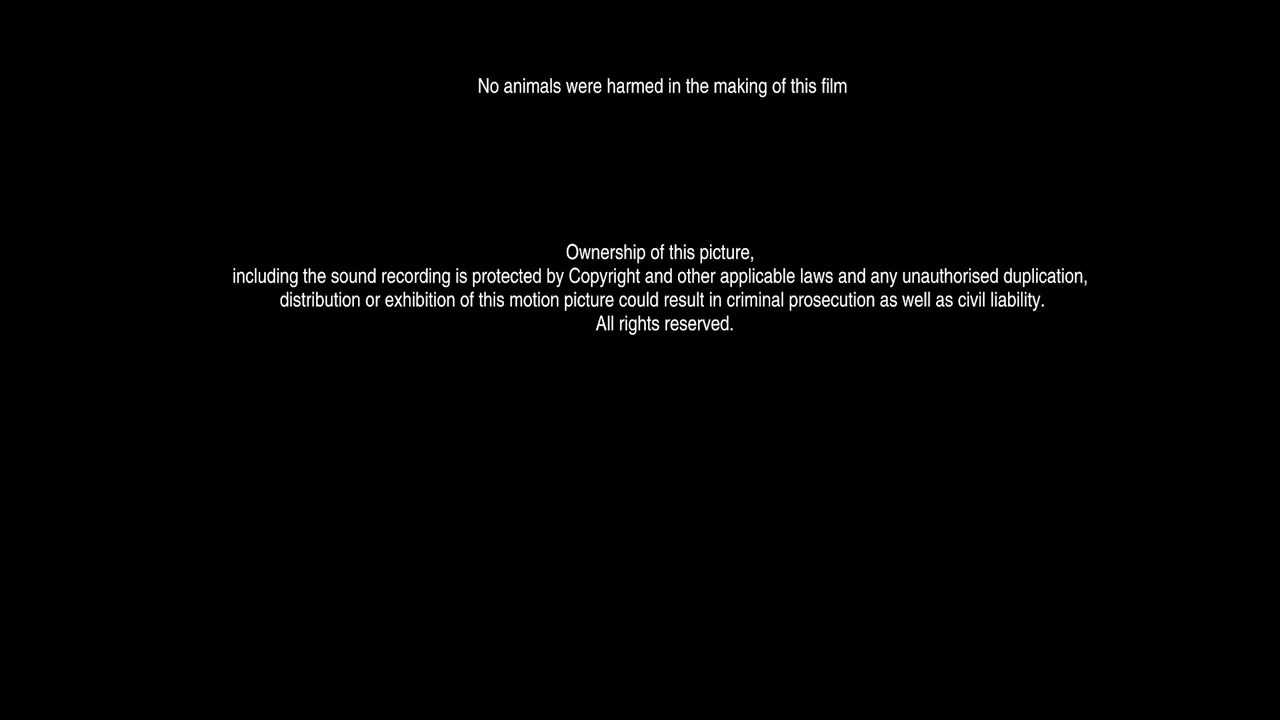 No animals were harmed in the making of this film
Ownership of this picture,
including the sound recording is protected by Copyright and other applicable laws and any unauthorised duplication,
distribution or exhibition of this motion picture could result in criminal prosecution as well as civil liability.
All rights reserved.